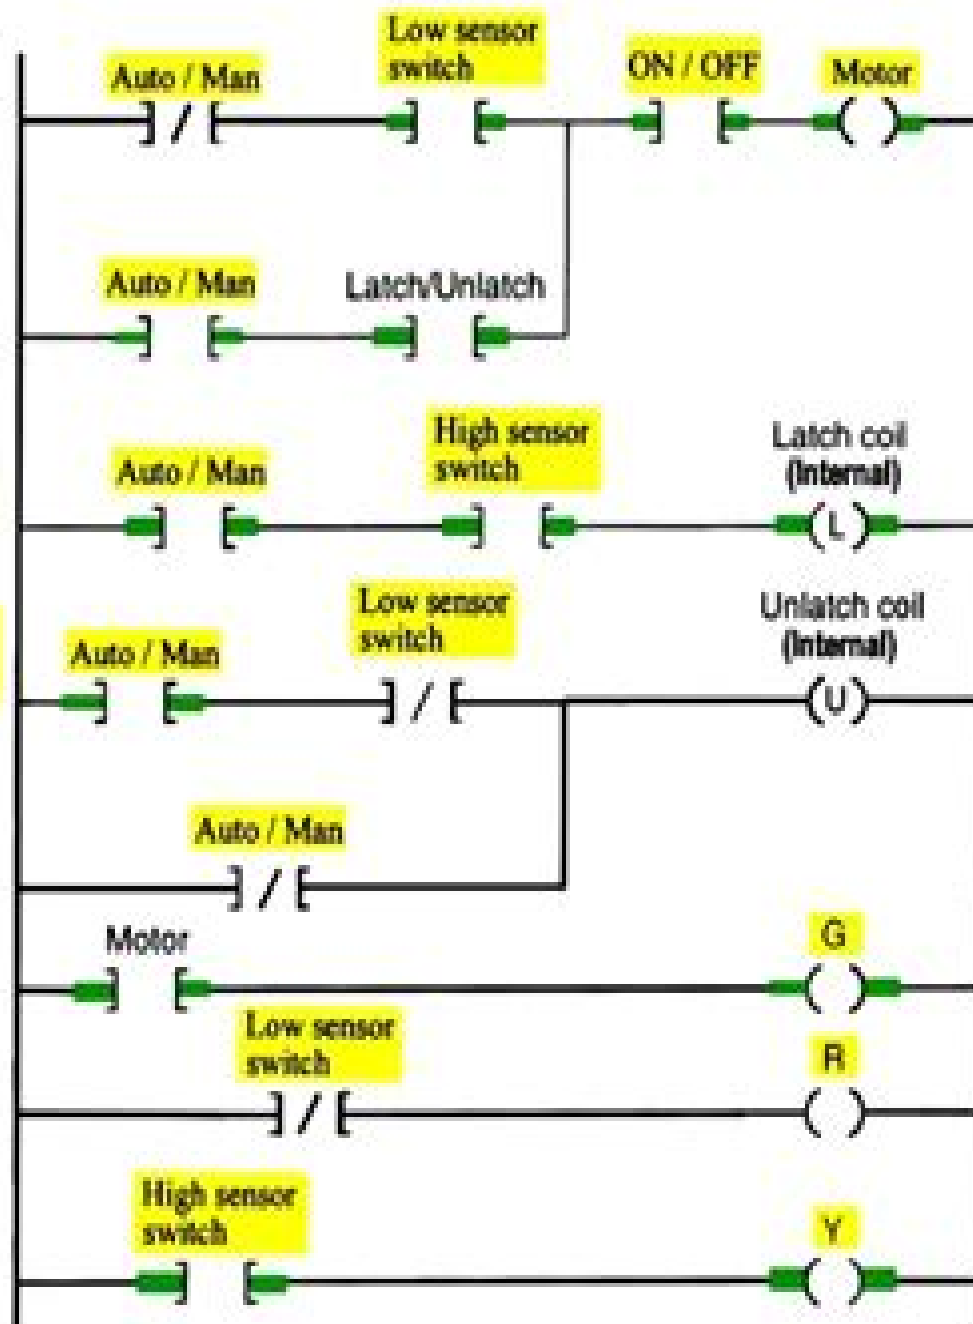 Low sensor
switch
Auto / Man
ON / OFF
Motor
Auto / Man
Latch/Unlatch
High sensor
switch
Auto / Man
Latch coil
(Internal)
L
Low sensor
switch
Auto / Man
Unlatch coil
(Internal)
U
Auto / Man
Motor
G
Low sensor
switch
R
High sensor
switch
Y